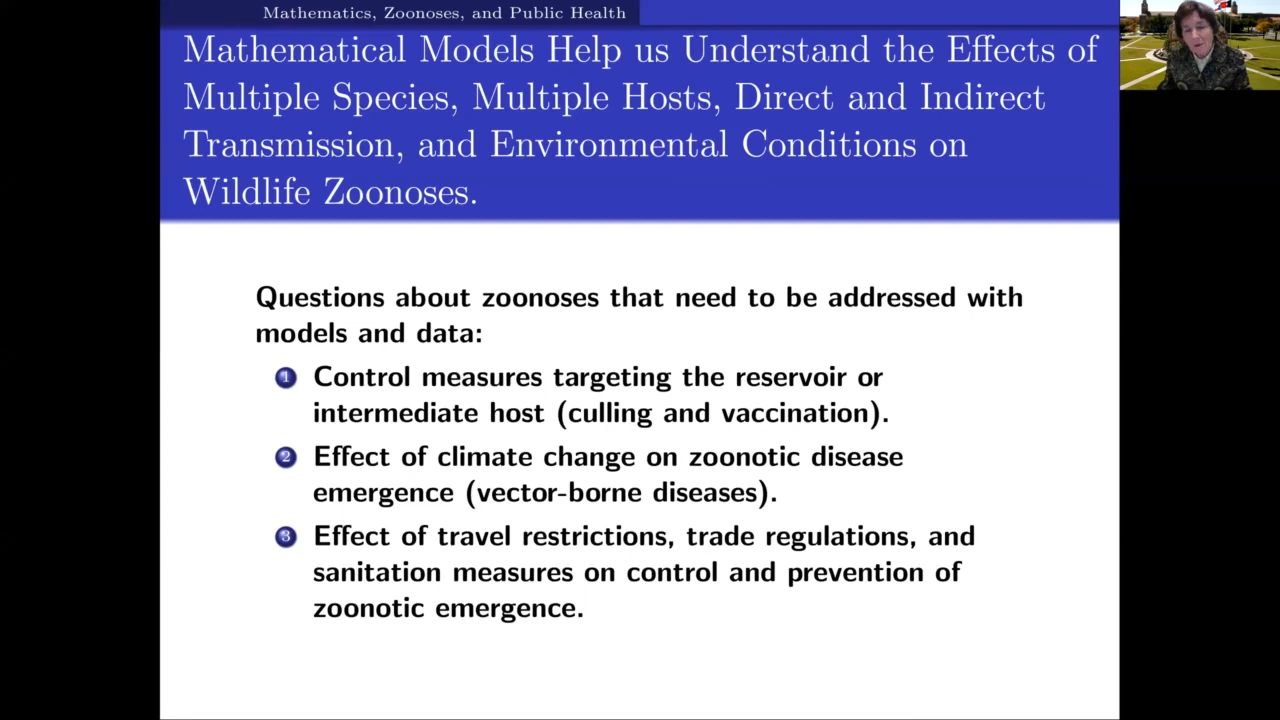 Mathematics, Zoonoses, and Public Health
Mathematical Models Help us Understand the Effects of
Multiple Species, Multiple Hosts, Direct and Indirect
Transmission, and Environmental Conditions on
Wildlife Zoonoses.
Questions about zoonoses that need to be addressed with
models and data:
1 Control measures targeting the reservoir or
intermediate host (culling and vaccination).
2 Effect of climate change on zoonotic disease
emergence (vector-borne diseases).
3 Effect of travel restrictions, trade regulations, and
sanitation measures on control and prevention of
zoonotic emergence.